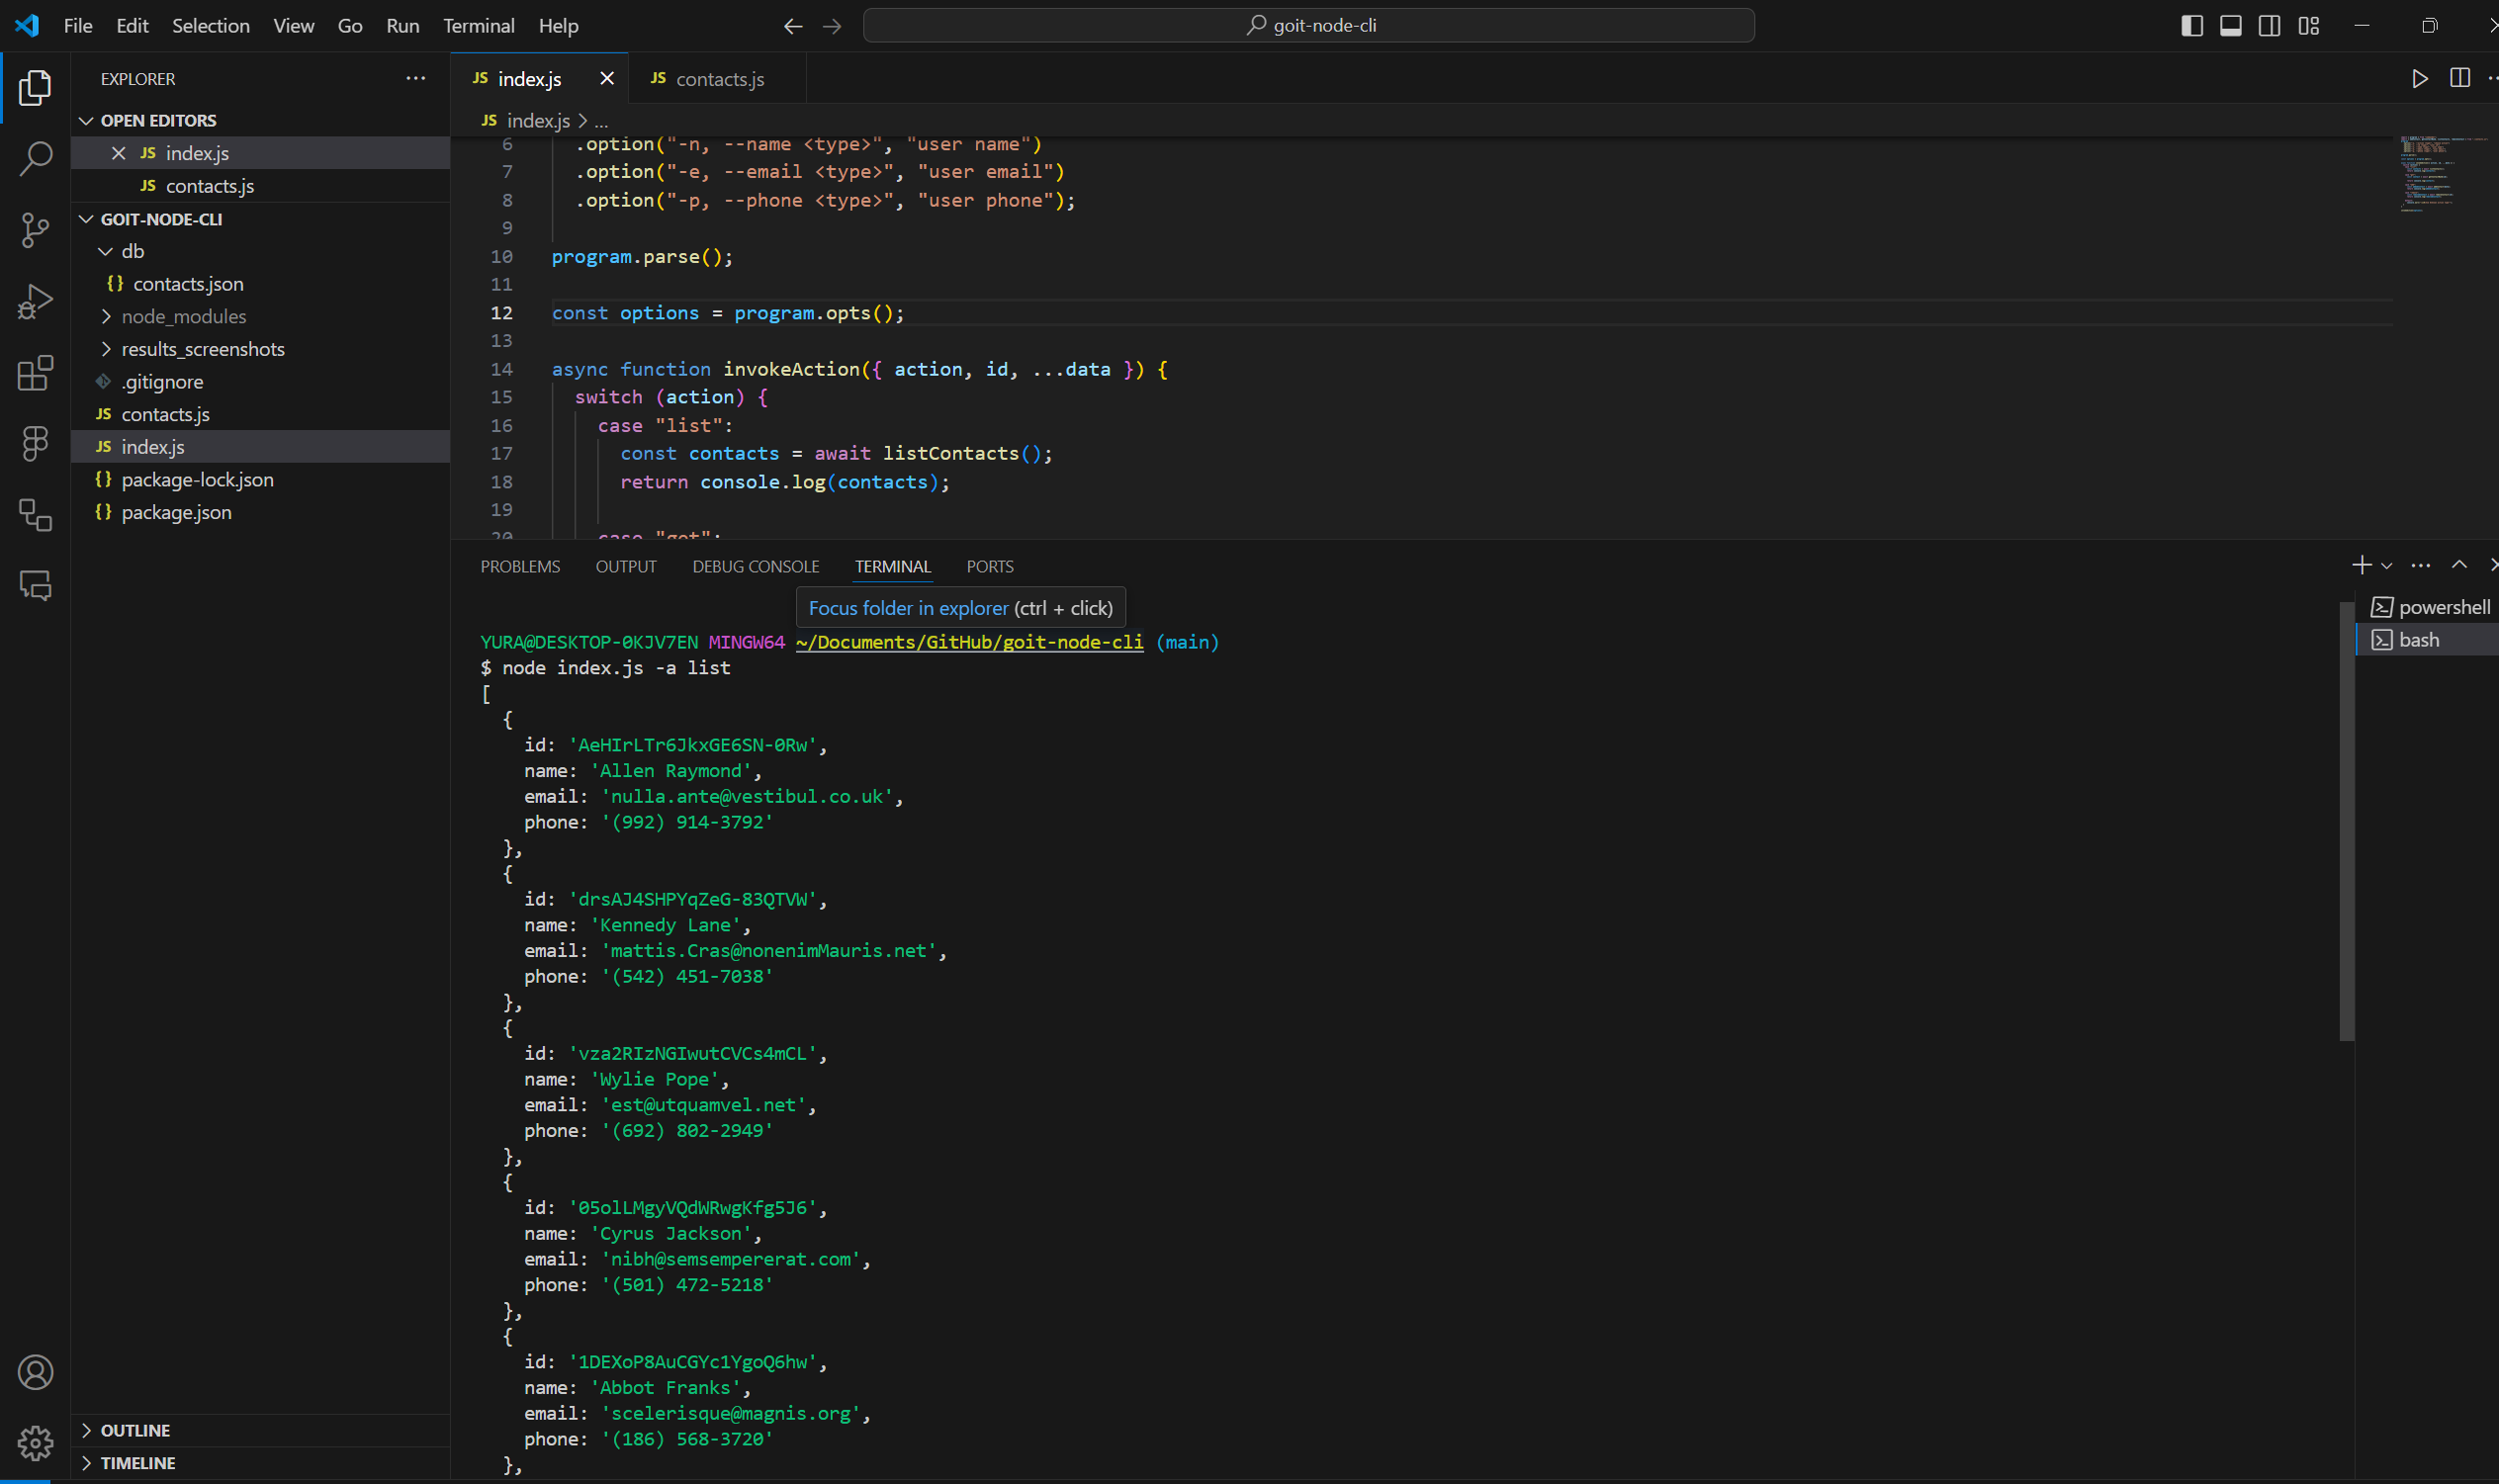 File Edit Selection View Go Run Terminal Help
goit-node-cli
EXPLORER
OPEN EDITORS
JS index.js
JS contacts.js
GOIT-NODE-CLI
db
{} contacts.json
node_modules
results_screenshots
.gitignore
JS contacts.js
JS index.js
{} package-lock.json
{} package.json
OUTLINE
TIMELINE
JS index.js
JS contacts.js
JS index.js > ...
6 .option("-n, --name <type>", "user name")
7 .option("-e, --email <type>", "user email")
8 .option("-p, --phone <type>", "user phone");
9
10 program.parse();
11
12 const options = program.opts();
13
14 async function invokeAction({ action, id, ...data }) {
15 switch (action) {
16 case "list":
17 const contacts = await listContacts();
18 return console.log(contacts);
19
20 case "get":
PROBLEMS OUTPUT DEBUG CONSOLE TERMINAL PORTS
Focus folder in explorer (ctrl + click)
powershell
bash
YURA@DESKTOP-0KJV7EN MINGW64 ~/Documents/GitHub/goit-node-cli (main)
$ node index.js -a list
[
{
id: 'AeHIrLTr6JkxGE6SN-0Rw',
name: 'Allen Raymond',
email: 'nulla.ante@vestibul.co.uk',
phone: '(992) 914-3792'
},
{
id: 'drsAJ4SHPYqZeG-83QTVW',
name: 'Kennedy Lane',
email: 'mattis.Cras@nonenimMauris.net',
phone: '(542) 451-7038'
},
{
id: 'vza2RIzNGIwutCVCs4mCL',
name: 'Wylie Pope',
email: 'est@utquamvel.net',
phone: '(692) 802-2949'
},
{
id: '05olLMgyVQdWRwgKfg5J6',
name: 'Cyrus Jackson',
email: 'nibh@semsempererat.com',
phone: '(501) 472-5218'
},
{
id: '1DEXoP8AuCGYc1YgoQ6hw',
name: 'Abbot Franks',
email: 'scelerisque@magnis.org',
phone: '(186) 568-3720'
},